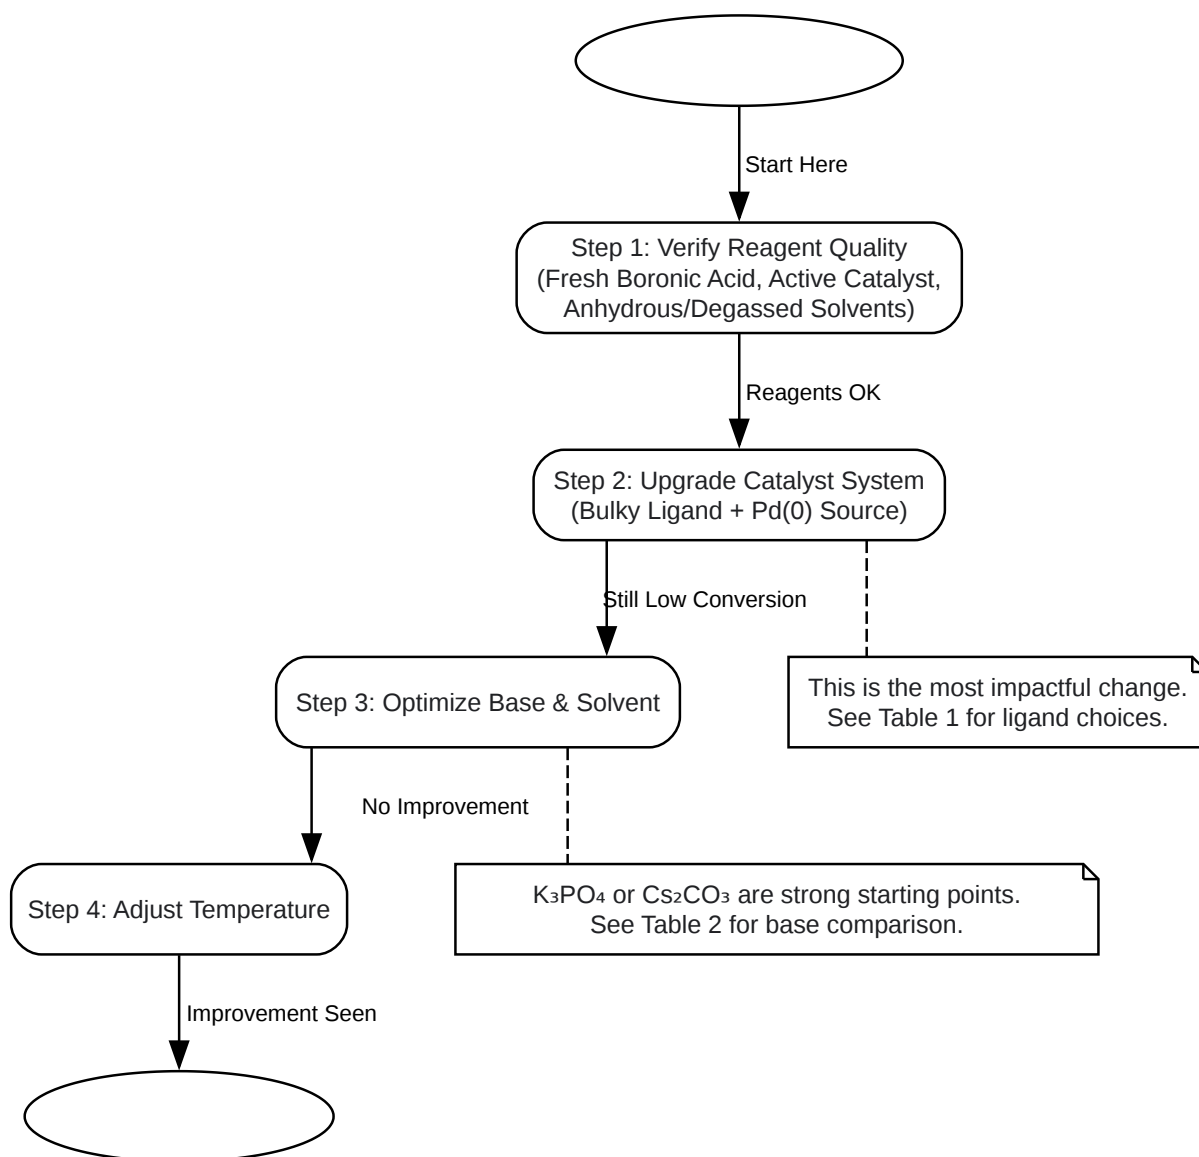 Start Here
Step 1: Verify Reagent Quality
(Fresh Boronic Acid, Active Catalyst,
Anhydrous/Degassed Solvents)
Reagents OK
Step 2: Upgrade Catalyst System
(Bulky Ligand + Pd(0) Source)
Still Low Conversion
This is the most impactful change.
See Table 1 for ligand choices.
Step 3: Optimize Base & Solvent
No Improvement
K₃PO₄ or Cs₂CO₃ are strong starting points.
See Table 2 for base comparison.
Step 4: Adjust Temperature
Improvement Seen